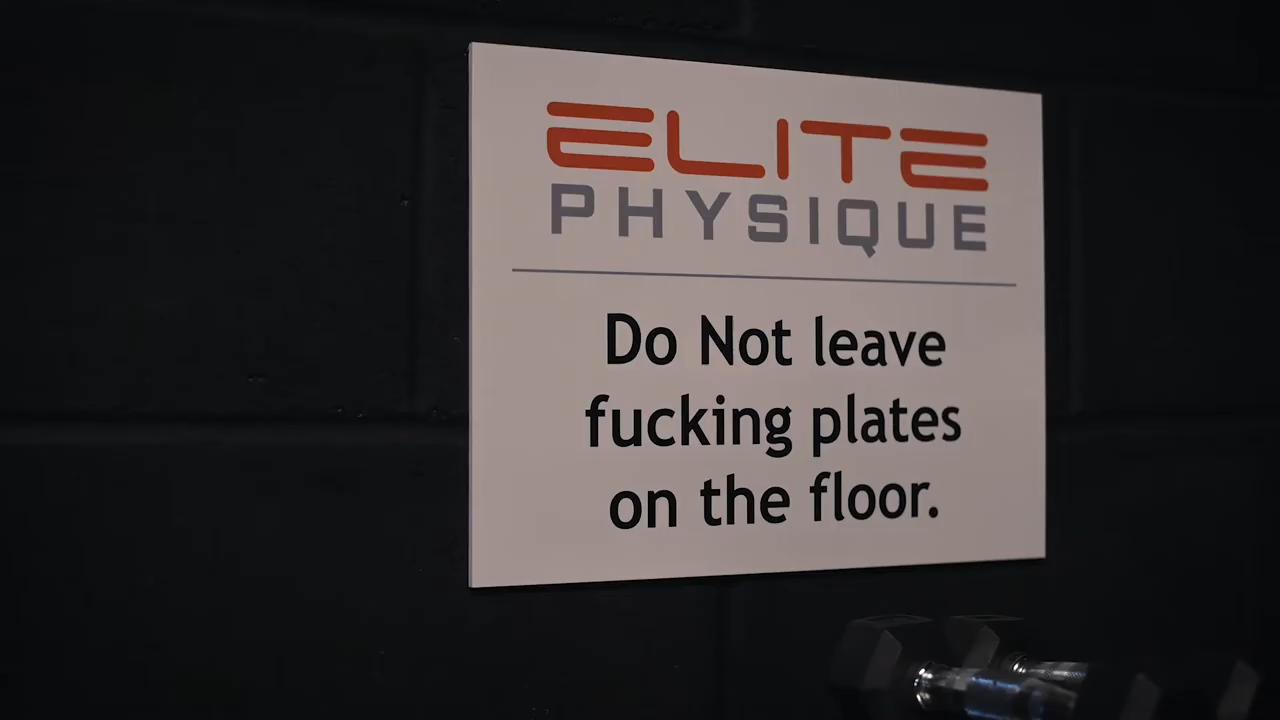 ELITE
PHYSIQUE
Do Not leave
fucking plates
on the floor.